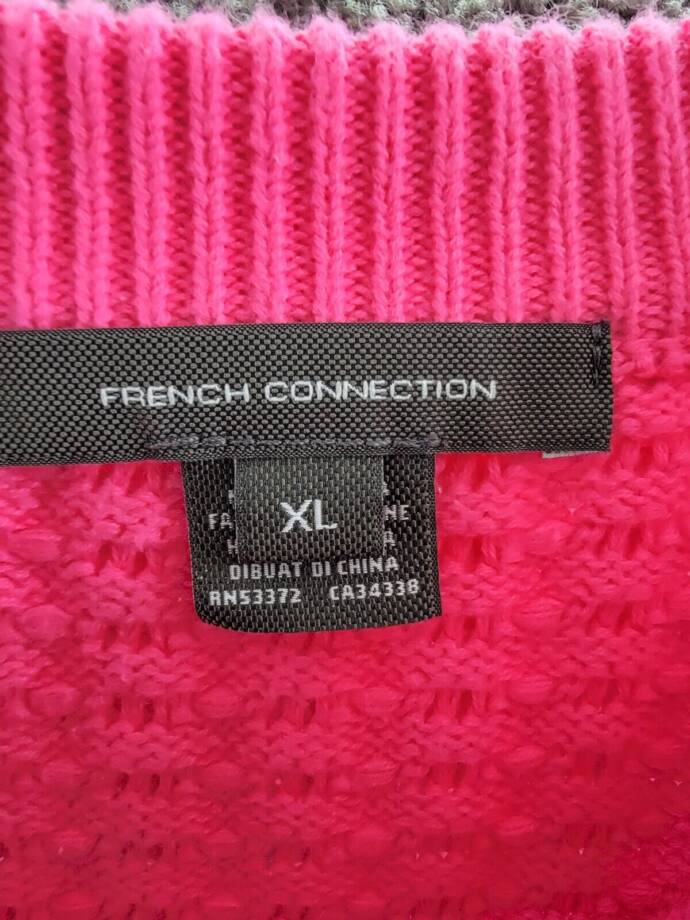 FRENCH CONNECTION
XL
DIBUAT DI CHINA
RN53372 CA34338